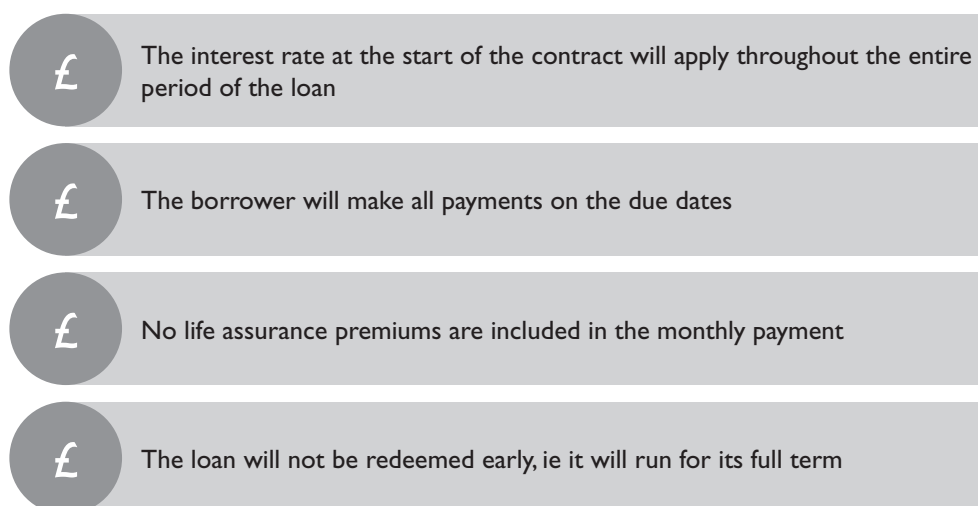 £
The interest rate at the start of the contract will apply throughout the entire
period of the loan
£
The borrower will make all payments on the due dates
£
No life assurance premiums are included in the monthly payment
£
The loan will not be redeemed early, ie it will run for its full term